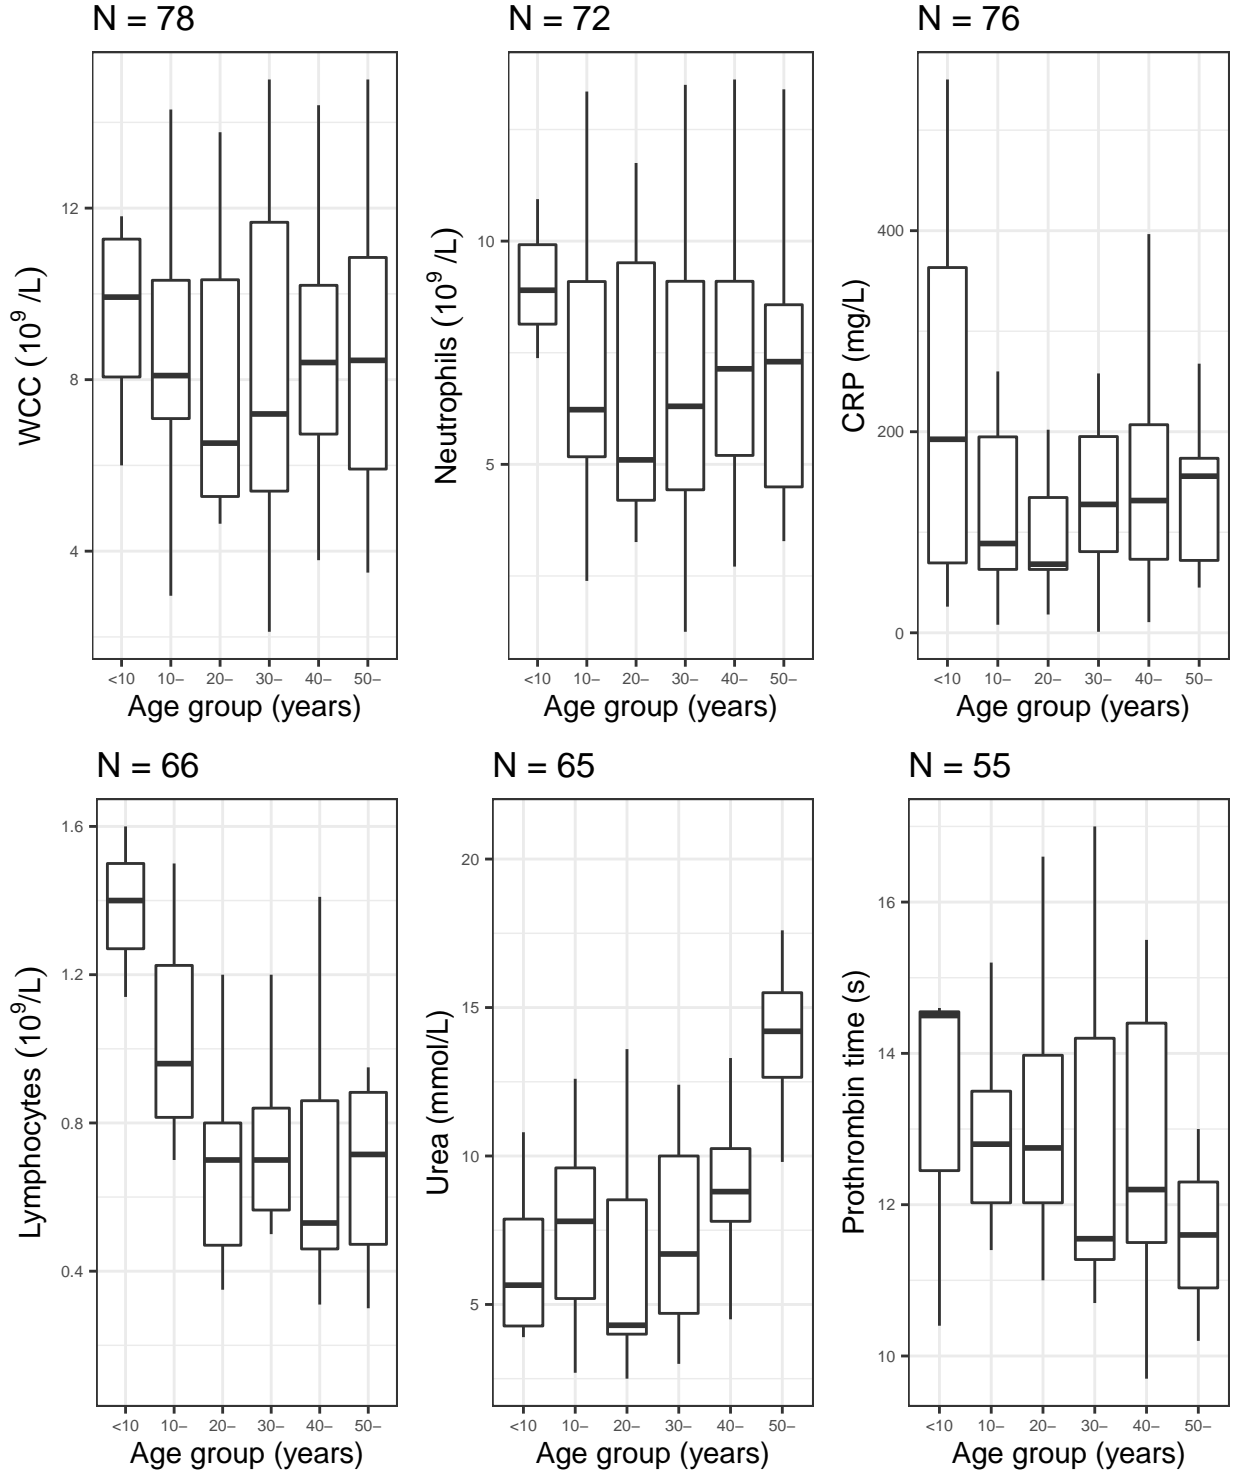 N = 78
N = 72
N = 76
WCC (10⁹ /L)
12
8
4
<10 10– 20– 30– 40– 50–
Age group (years)
Neutrophils (10⁹ /L)
10
5
<10 10– 20– 30– 40– 50–
Age group (years)
CRP (mg/L)
400
200
0
<10 10– 20– 30– 40– 50–
Age group (years)
N = 66
N = 65
N = 55
Lymphocytes (10⁹/L)
1.6
1.2
0.8
0.4
<10 10– 20– 30– 40– 50–
Age group (years)
Urea (mmol/L)
20
15
10
5
<10 10– 20– 30– 40– 50–
Age group (years)
Prothrombin time (s)
16
14
12
10
<10 10– 20– 30– 40– 50–
Age group (years)